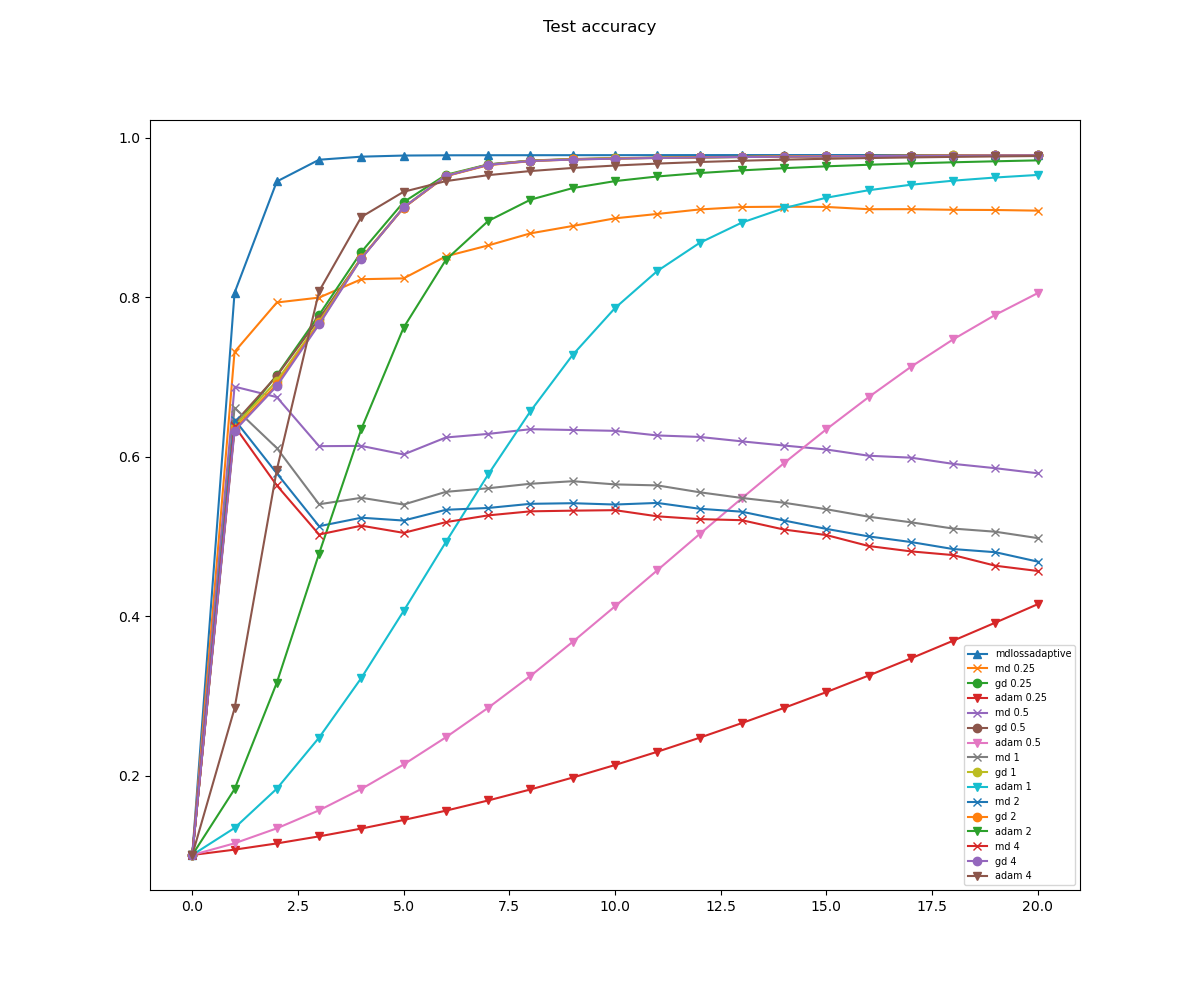 Test accuracy
1.0
0.8
0.6
0.4
0.2
0.0
2.5
5.0
7.5
10.0
12.5
15.0
17.5
20.0
mdlossadaptive
md 0.25
gd 0.25
adam 0.25
md 0.5
gd 0.5
adam 0.5
md 1
gd 1
adam 1
md 2
gd 2
adam 2
md 4
gd 4
adam 4